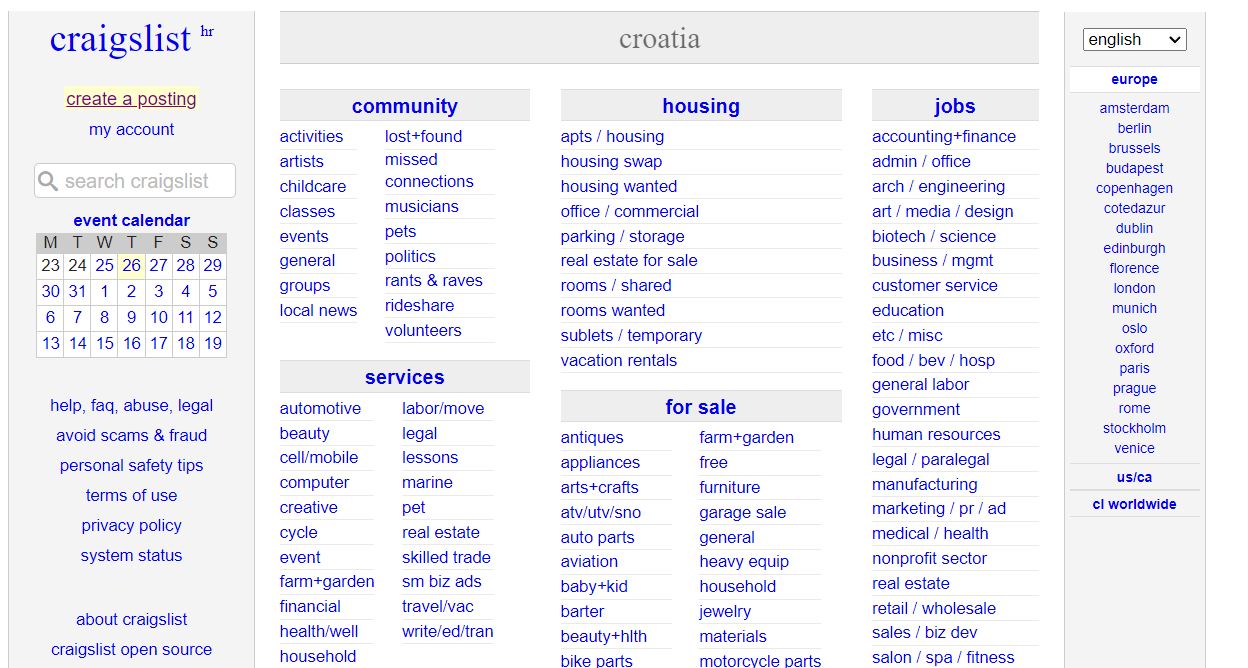 craigslist hr
create a posting
my account
search craigslist
event calendar
M T W T F S S
23 24 25 26 27 28 29
30 31 1 2 3 4 5
6 7 8 9 10 11 12
13 14 15 16 17 18 19
help, faq, abuse, legal
avoid scams & fraud
personal safety tips
terms of use
privacy policy
system status
about craigslist
craigslist open source
croatia
community
activities
artists
childcare
classes
events
general
groups
local news
lost+found
missed
connections
musicians
pets
politics
rants & raves
rideshare
volunteers
services
automotive
beauty
cell/mobile
computer
creative
cycle
event
farm+garden
financial
health/well
household
labor/move
legal
lessons
marine
pet
real estate
skilled trade
sm biz ads
travel/vac
write/ed/tran
housing
apts / housing
housing swap
housing wanted
office / commercial
parking / storage
real estate for sale
rooms / shared
rooms wanted
sublets / temporary
vacation rentals
for sale
antiques
appliances
arts+crafts
atv/utv/sno
auto parts
aviation
baby+kid
barter
beauty+hlth
bike parts
farm+garden
free
furniture
garage sale
general
heavy equip
household
jewelry
materials
motorcycle parts
jobs
accounting+finance
admin / office
arch / engineering
art / media / design
biotech / science
business / mgmt
customer service
education
etc / misc
food / bev / hosp
general labor
government
human resources
legal / paralegal
manufacturing
marketing / pr / ad
medical / health
nonprofit sector
real estate
retail / wholesale
sales / biz dev
salon / spa / fitness
english
europe
amsterdam
berlin
brussels
budapest
copenhagen
cotedazur
dublin
edinburgh
florence
london
munich
oslo
oxford
paris
prague
rome
stockholm
venice
us/ca
cl worldwide